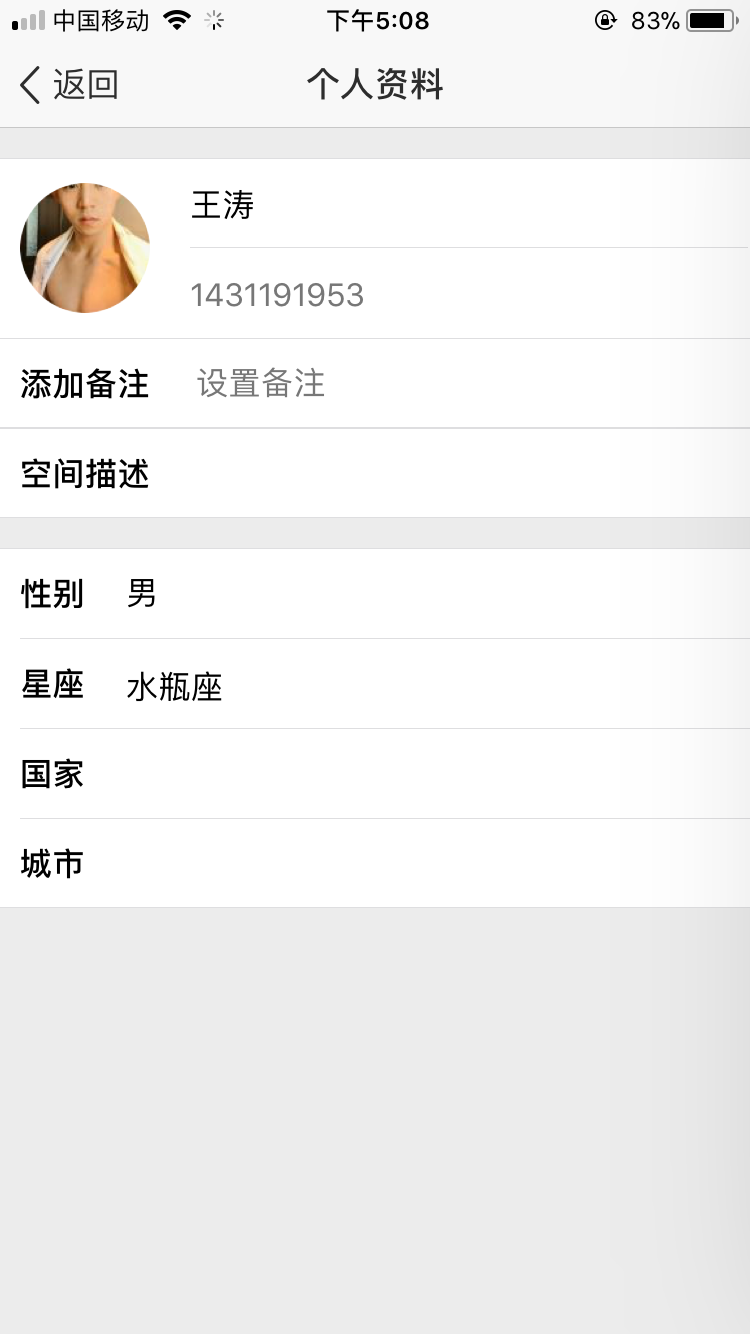 中国移动 下午5:08 83%
返回 个人资料
王涛
1431191953
添加备注 设置备注
空间描述
性别 男
星座 水瓶座
国家
城市